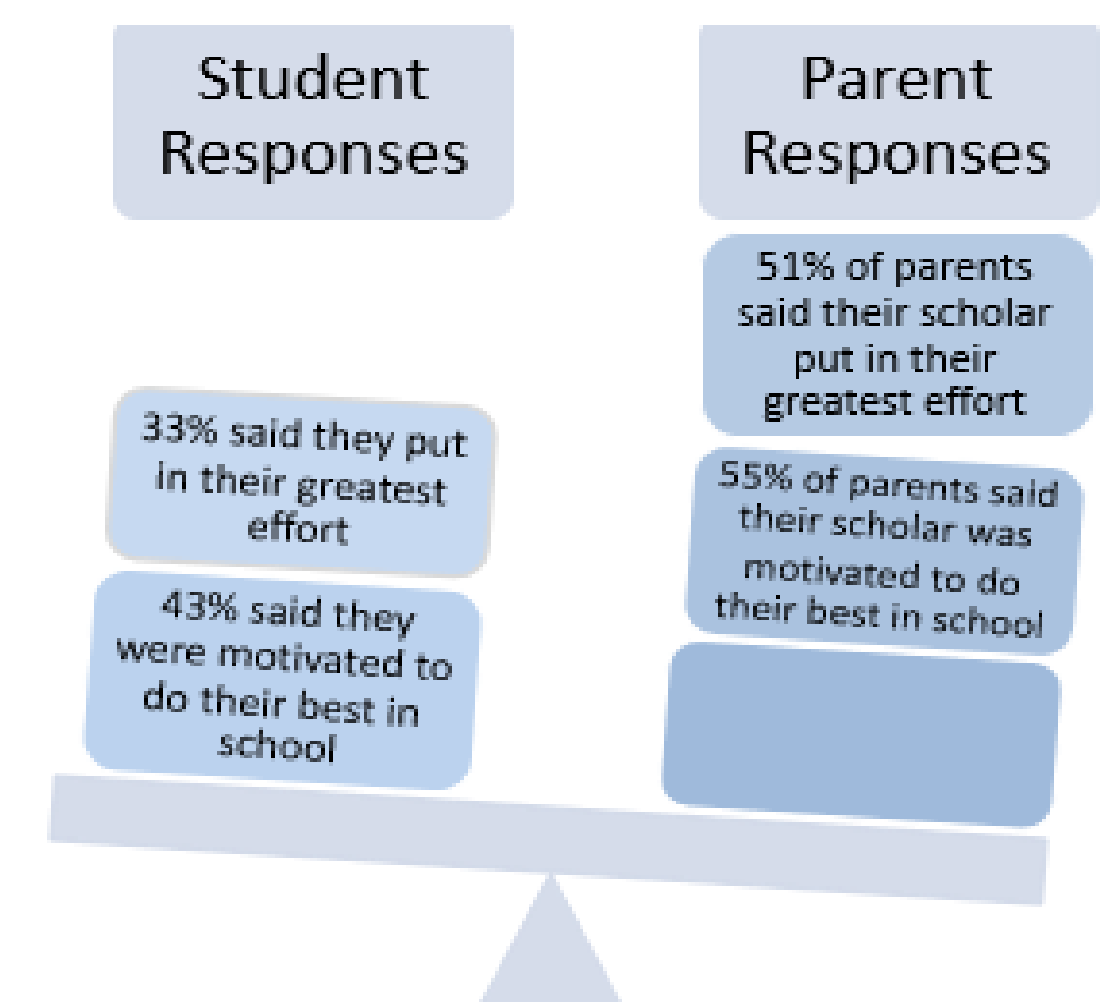 Student
Responses
33% said they put
in their greatest
effort
43% said they
were motivated to
do their best in
school
Parent
Responses
51% of parents
said their scholar
put in their
greatest effort
55% of parents said
their scholar was
motivated to do
their best in school